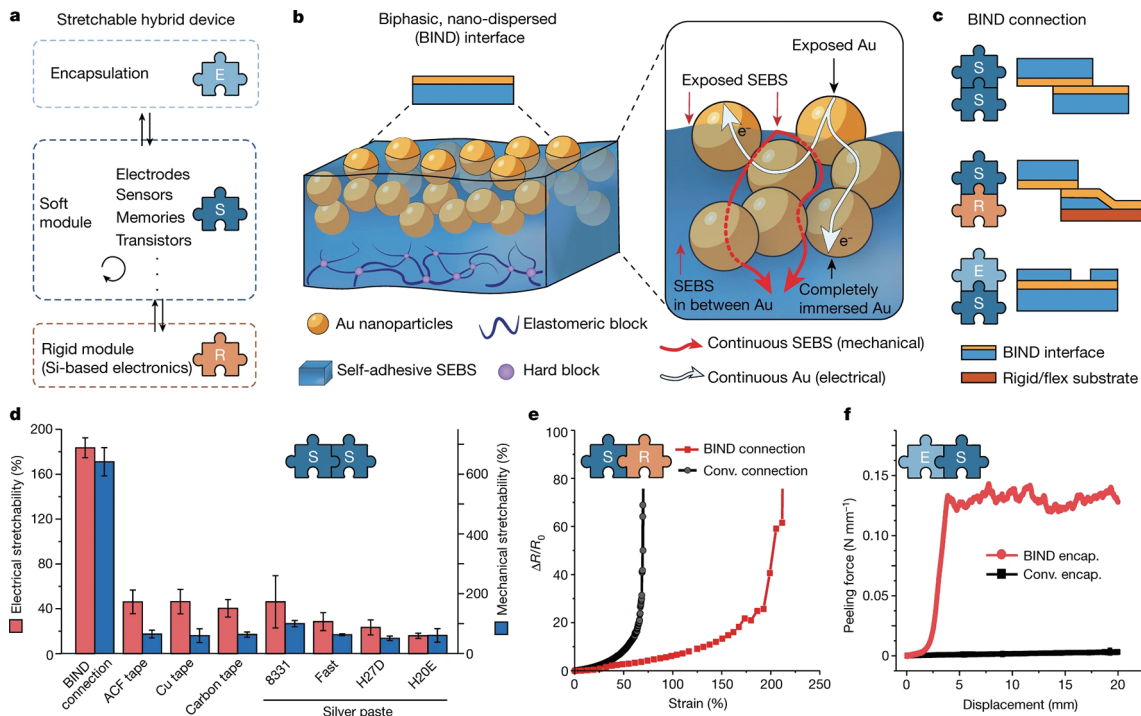 a
Stretchable hybrid device
Encapsulation
E
Soft
module
Electrodes
Sensors
Memories
Transistors
S
Rigid module
(Si-based electronics)
R
b
Biphasic, nano-dispersed
(BIND) interface
Exposed Au
Exposed SEBS
e⁻
e⁻
SEBS
in between Au
Completely
immersed Au
Au nanoparticles
Elastomeric block
Self-adhesive SEBS
Hard block
Continuous SEBS (mechanical)
Continuous Au (electrical)
c
BIND connection
S
S
S
R
E
S
BIND interface
Rigid/flex substrate
d
Electrical stretchability (%)
200
160
120
80
40
0
S S
Mechanical stretchability (%)
600
400
200
0
BIND
connection
ACF tape
Cu tape
Carbon tape
8331
Fast
H27D
H20E
Silver paste
e
S R
BIND connection
Conv. connection
ΔR/R0
100
80
60
40
20
0
0
50
100
150
200
250
Strain (%)
f
E S
Peeling force (N mm⁻¹)
0.15
0.10
0.05
0
BIND encap.
Conv. encap.
0
5
10
15
20
Displacement (mm)